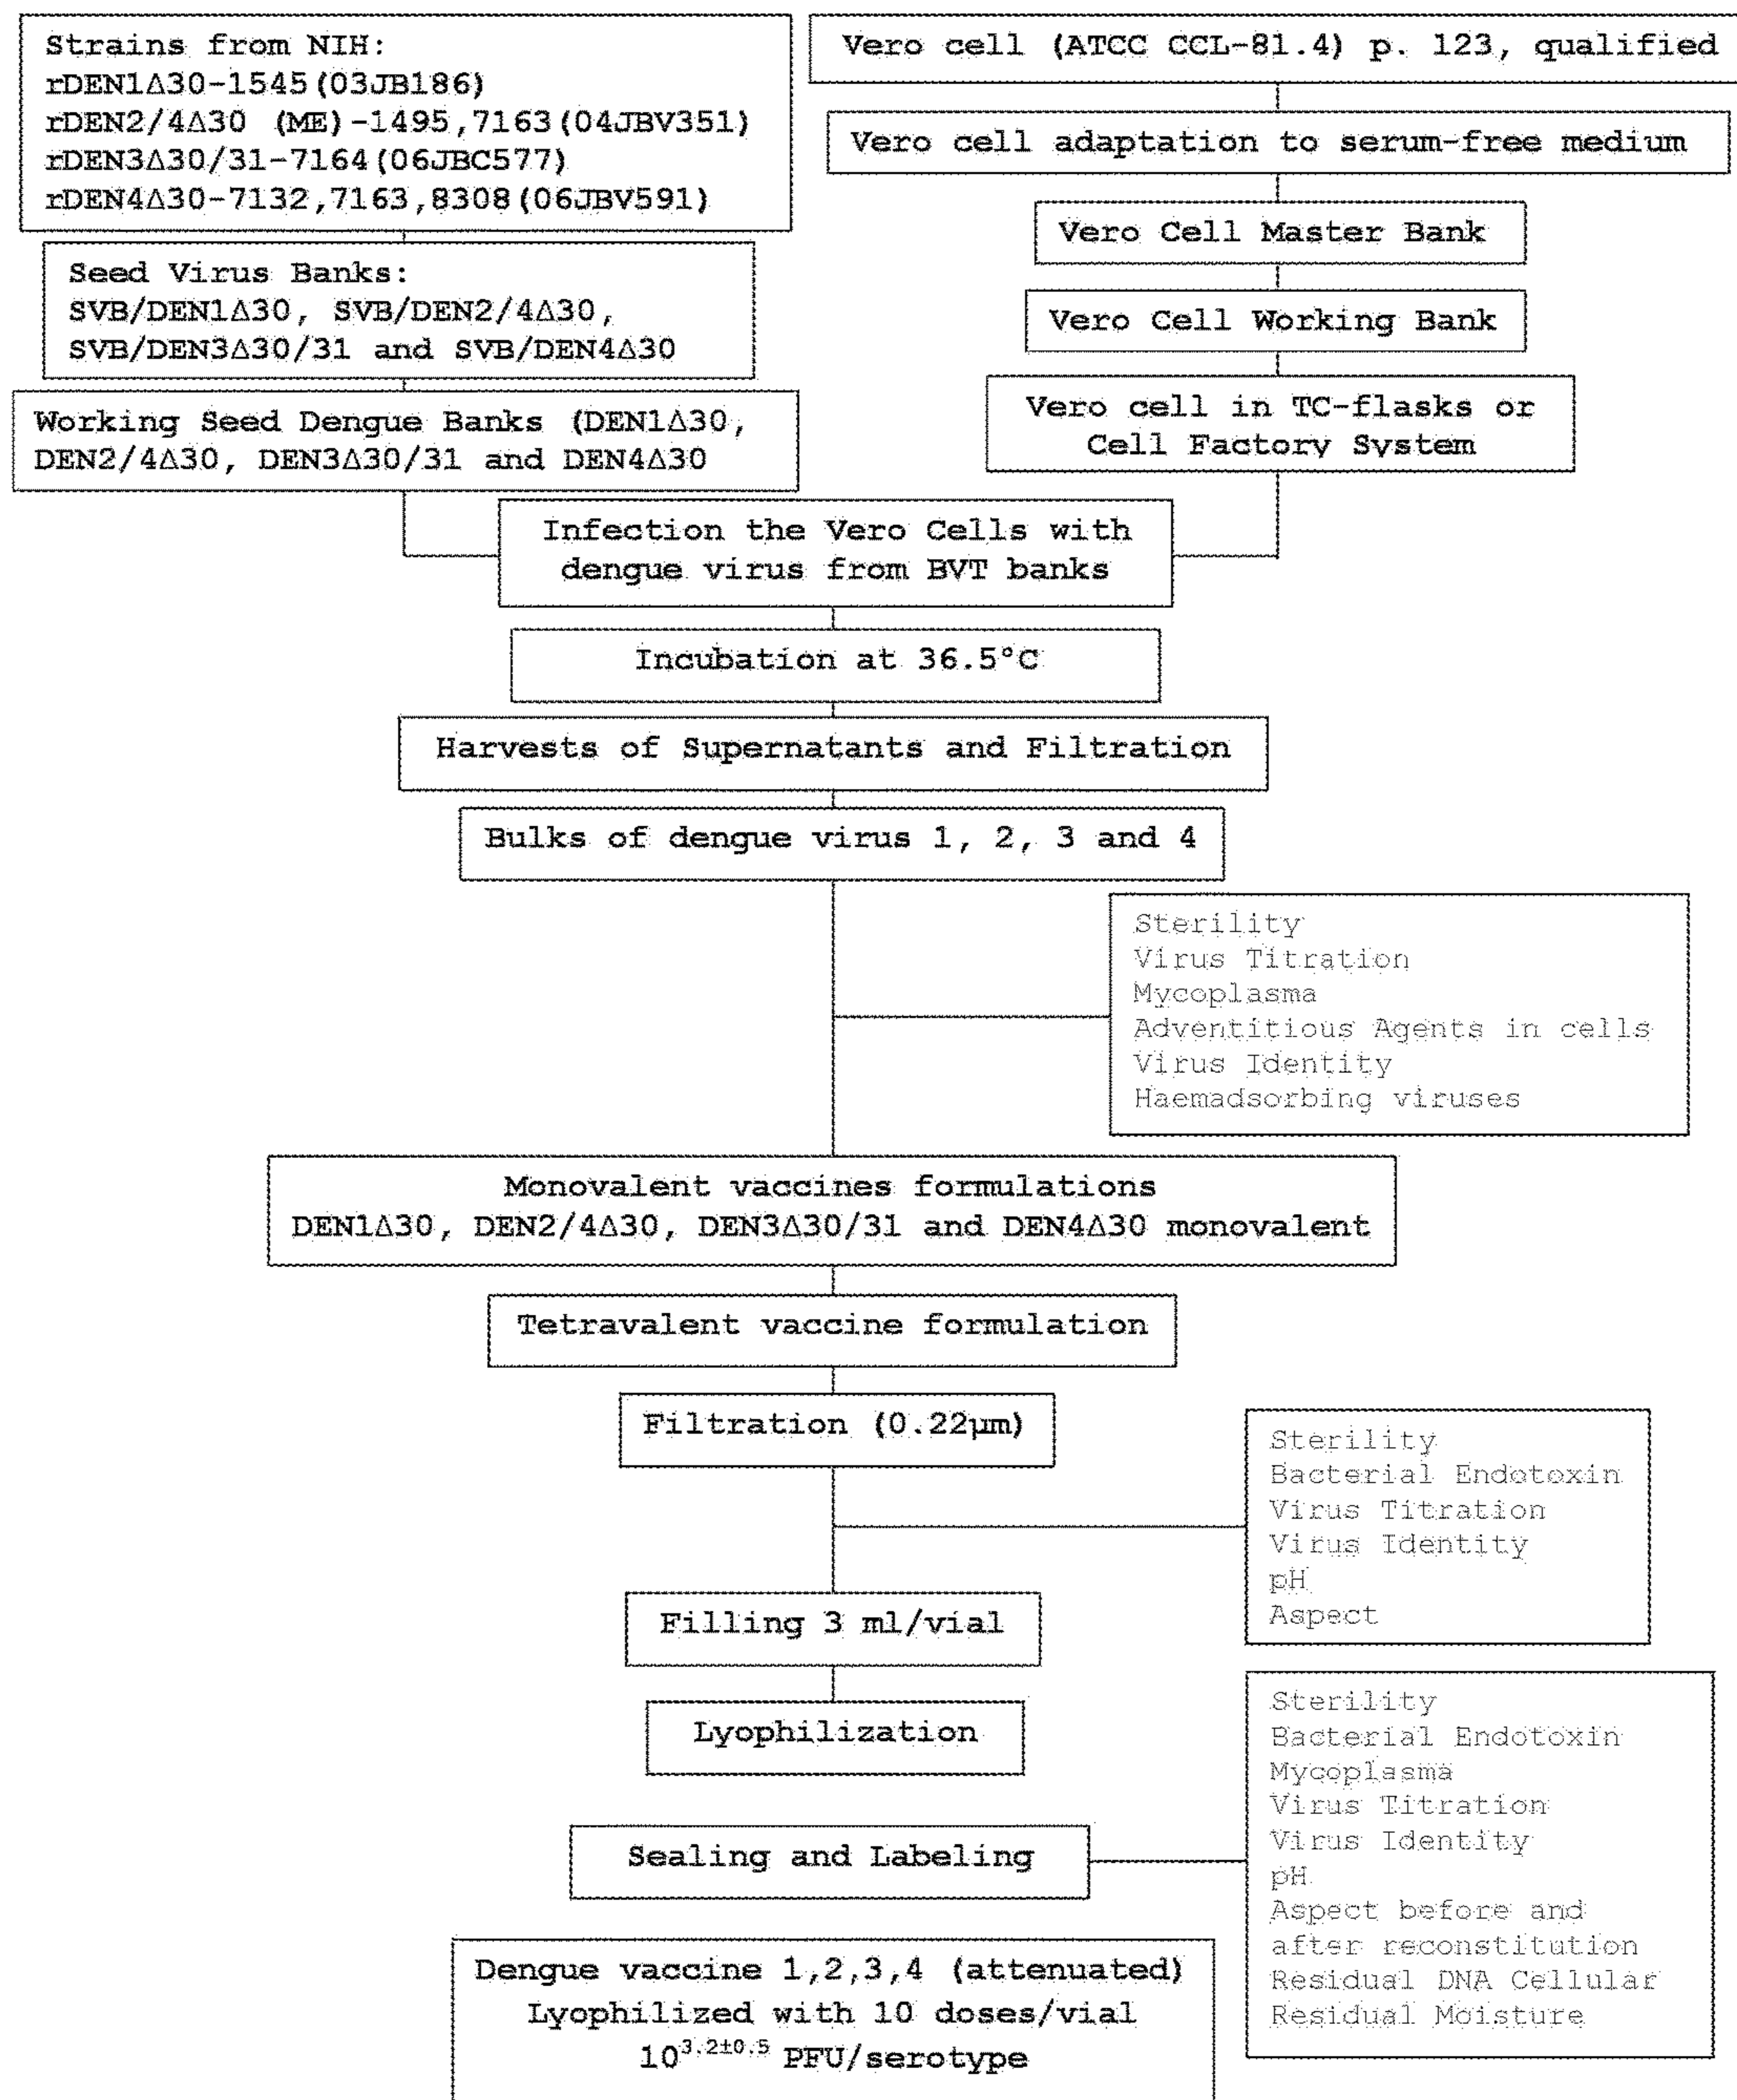 Strains from NIH:
rDEN1Δ30-1545(03JB186)
rDEN2/4Δ30 (ME)-1495,7163(04JBV351)
rDEN3Δ30/31-7164(06JBC577)
rDEN4Δ30-7132,7163,8308(06JBV591)
Seed Virus Banks:
SVB/DEN1Δ30, SVB/DEN2/4Δ30,
SVB/DEN3Δ30/31 and SVB/DEN4Δ30
Working Seed Dengue Banks (DEN1Δ30,
DEN2/4Δ30, DEN3Δ30/31 and DEN4Δ30
Vero cell (ATCC CCL-81.4) p. 123, qualified
Vero cell adaptation to serum-free medium
Vero Cell Master Bank
Vero Cell Working Bank
Vero cell in TC-flasks or
Cell Factory System
Infection the Vero Cells with
dengue virus from BVT banks
Incubation at 36.5°C
Harvests of Supernatants and Filtration
Bulks of dengue virus 1, 2, 3 and 4
Sterility
Virus Titration
Mycoplasma
Adventitious Agents in cells
Virus Identity
Haemadsorbing viruses
Monovalent vaccines formulations
DEN1Δ30, DEN2/4Δ30, DEN3Δ30/31 and DEN4Δ30 monovalent
Tetravalent vaccine formulation
Filtration (0.22µm)
Sterility
Bacterial Endotoxin
Virus Titration
Virus Identity
pH
Aspect
Filling 3 ml/vial
Lyophilization
Sealing and Labeling
Sterility
Bacterial Endotoxin
Mycoplasma
Virus Titration
Virus Identity
pH
Aspect before and
after reconstitution
Residual DNA Cellular
Residual Moisture
Dengue vaccine 1,2,3,4 (attenuated)
Lyophilized with 10 doses/vial
10^3.2±0.5 PFU/serotype